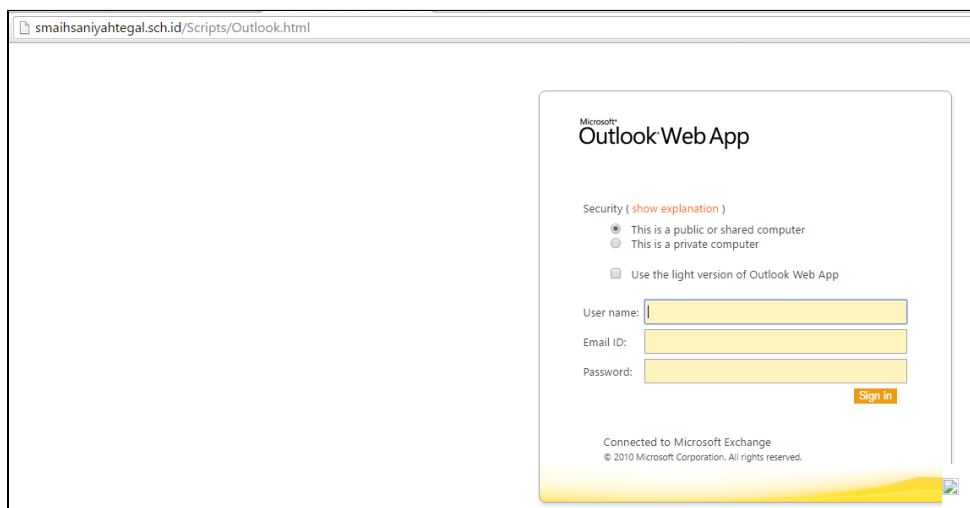 smaihsaniyahtegal.sch.id/Scripts/Outlook.html
Microsoft®
Outlook Web App
Security ( show explanation )
This is a public or shared computer
This is a private computer
Use the light version of Outlook Web App
User name:
Email ID:
Password:
Sign in
Connected to Microsoft Exchange
© 2010 Microsoft Corporation. All rights reserved.